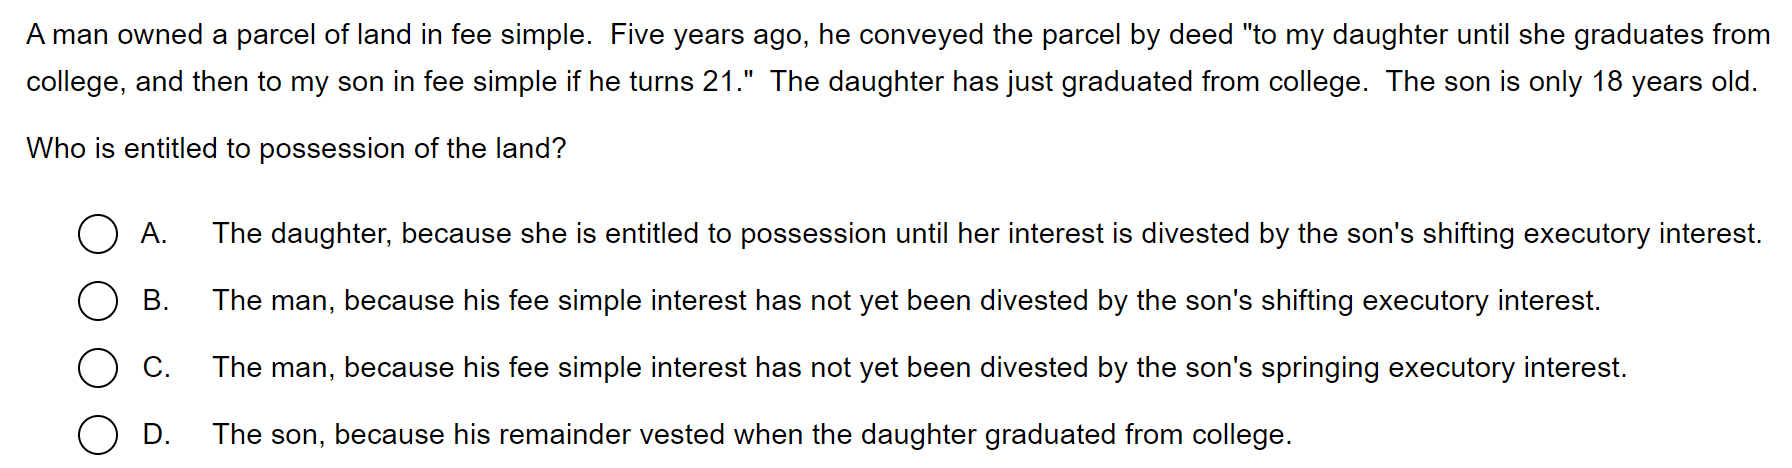 A man owned a parcel of land in fee simple.  Five years ago, he conveyed the parcel by deed "to my daughter until she graduates from
college, and then to my son in fee simple if he turns 21."  The daughter has just graduated from college.  The son is only 18 years old.
Who is entitled to possession of the land?
A. The daughter, because she is entitled to possession until her interest is divested by the son's shifting executory interest.
B. The man, because his fee simple interest has not yet been divested by the son's shifting executory interest.
C. The man, because his fee simple interest has not yet been divested by the son's springing executory interest.
D. The son, because his remainder vested when the daughter graduated from college.